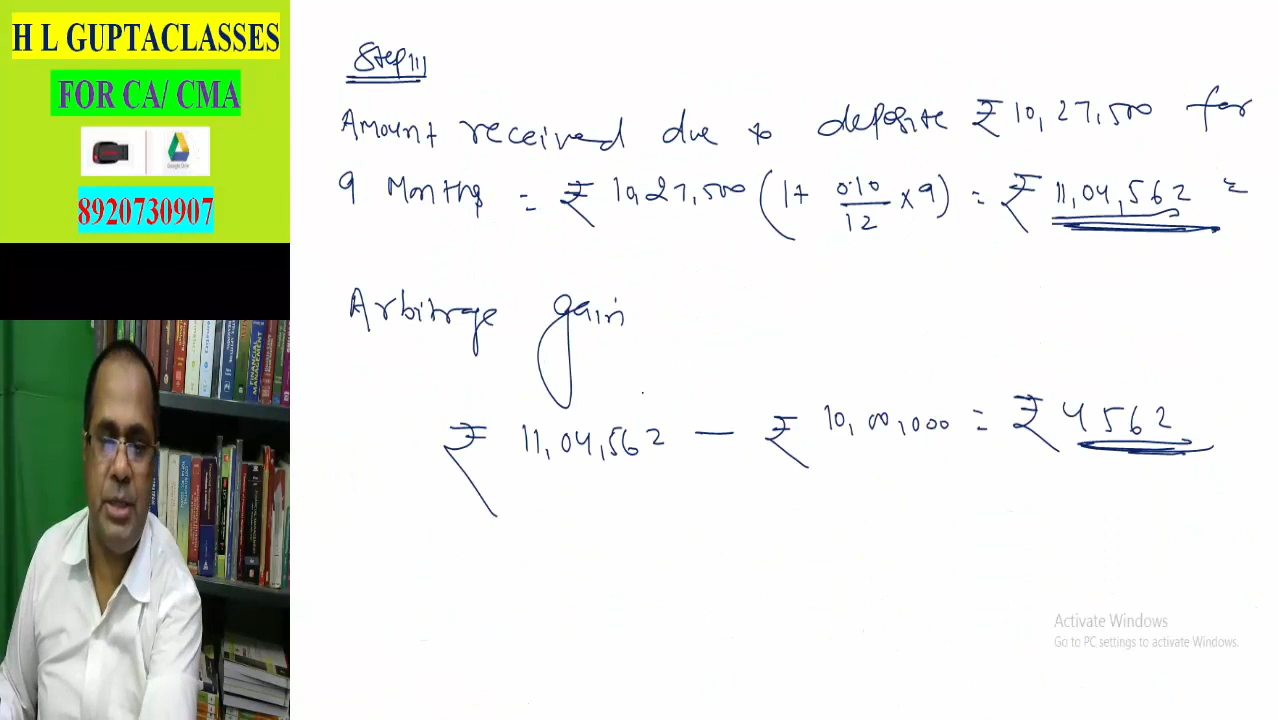 H L GUPTACLASSES
FOR CA/ CMA
8920730907
Step III
Amount received due to deposite ₹ 10,27,500 for
9 Months = ₹ 10,27,500 (1+ 0.10/12 × 9) = ₹ 11,04,562
Arbitrage gain
₹ 11,04,562 — ₹ 10,00,000 = ₹ 4562
Activate Windows
Go to PC settings to activate Windows.